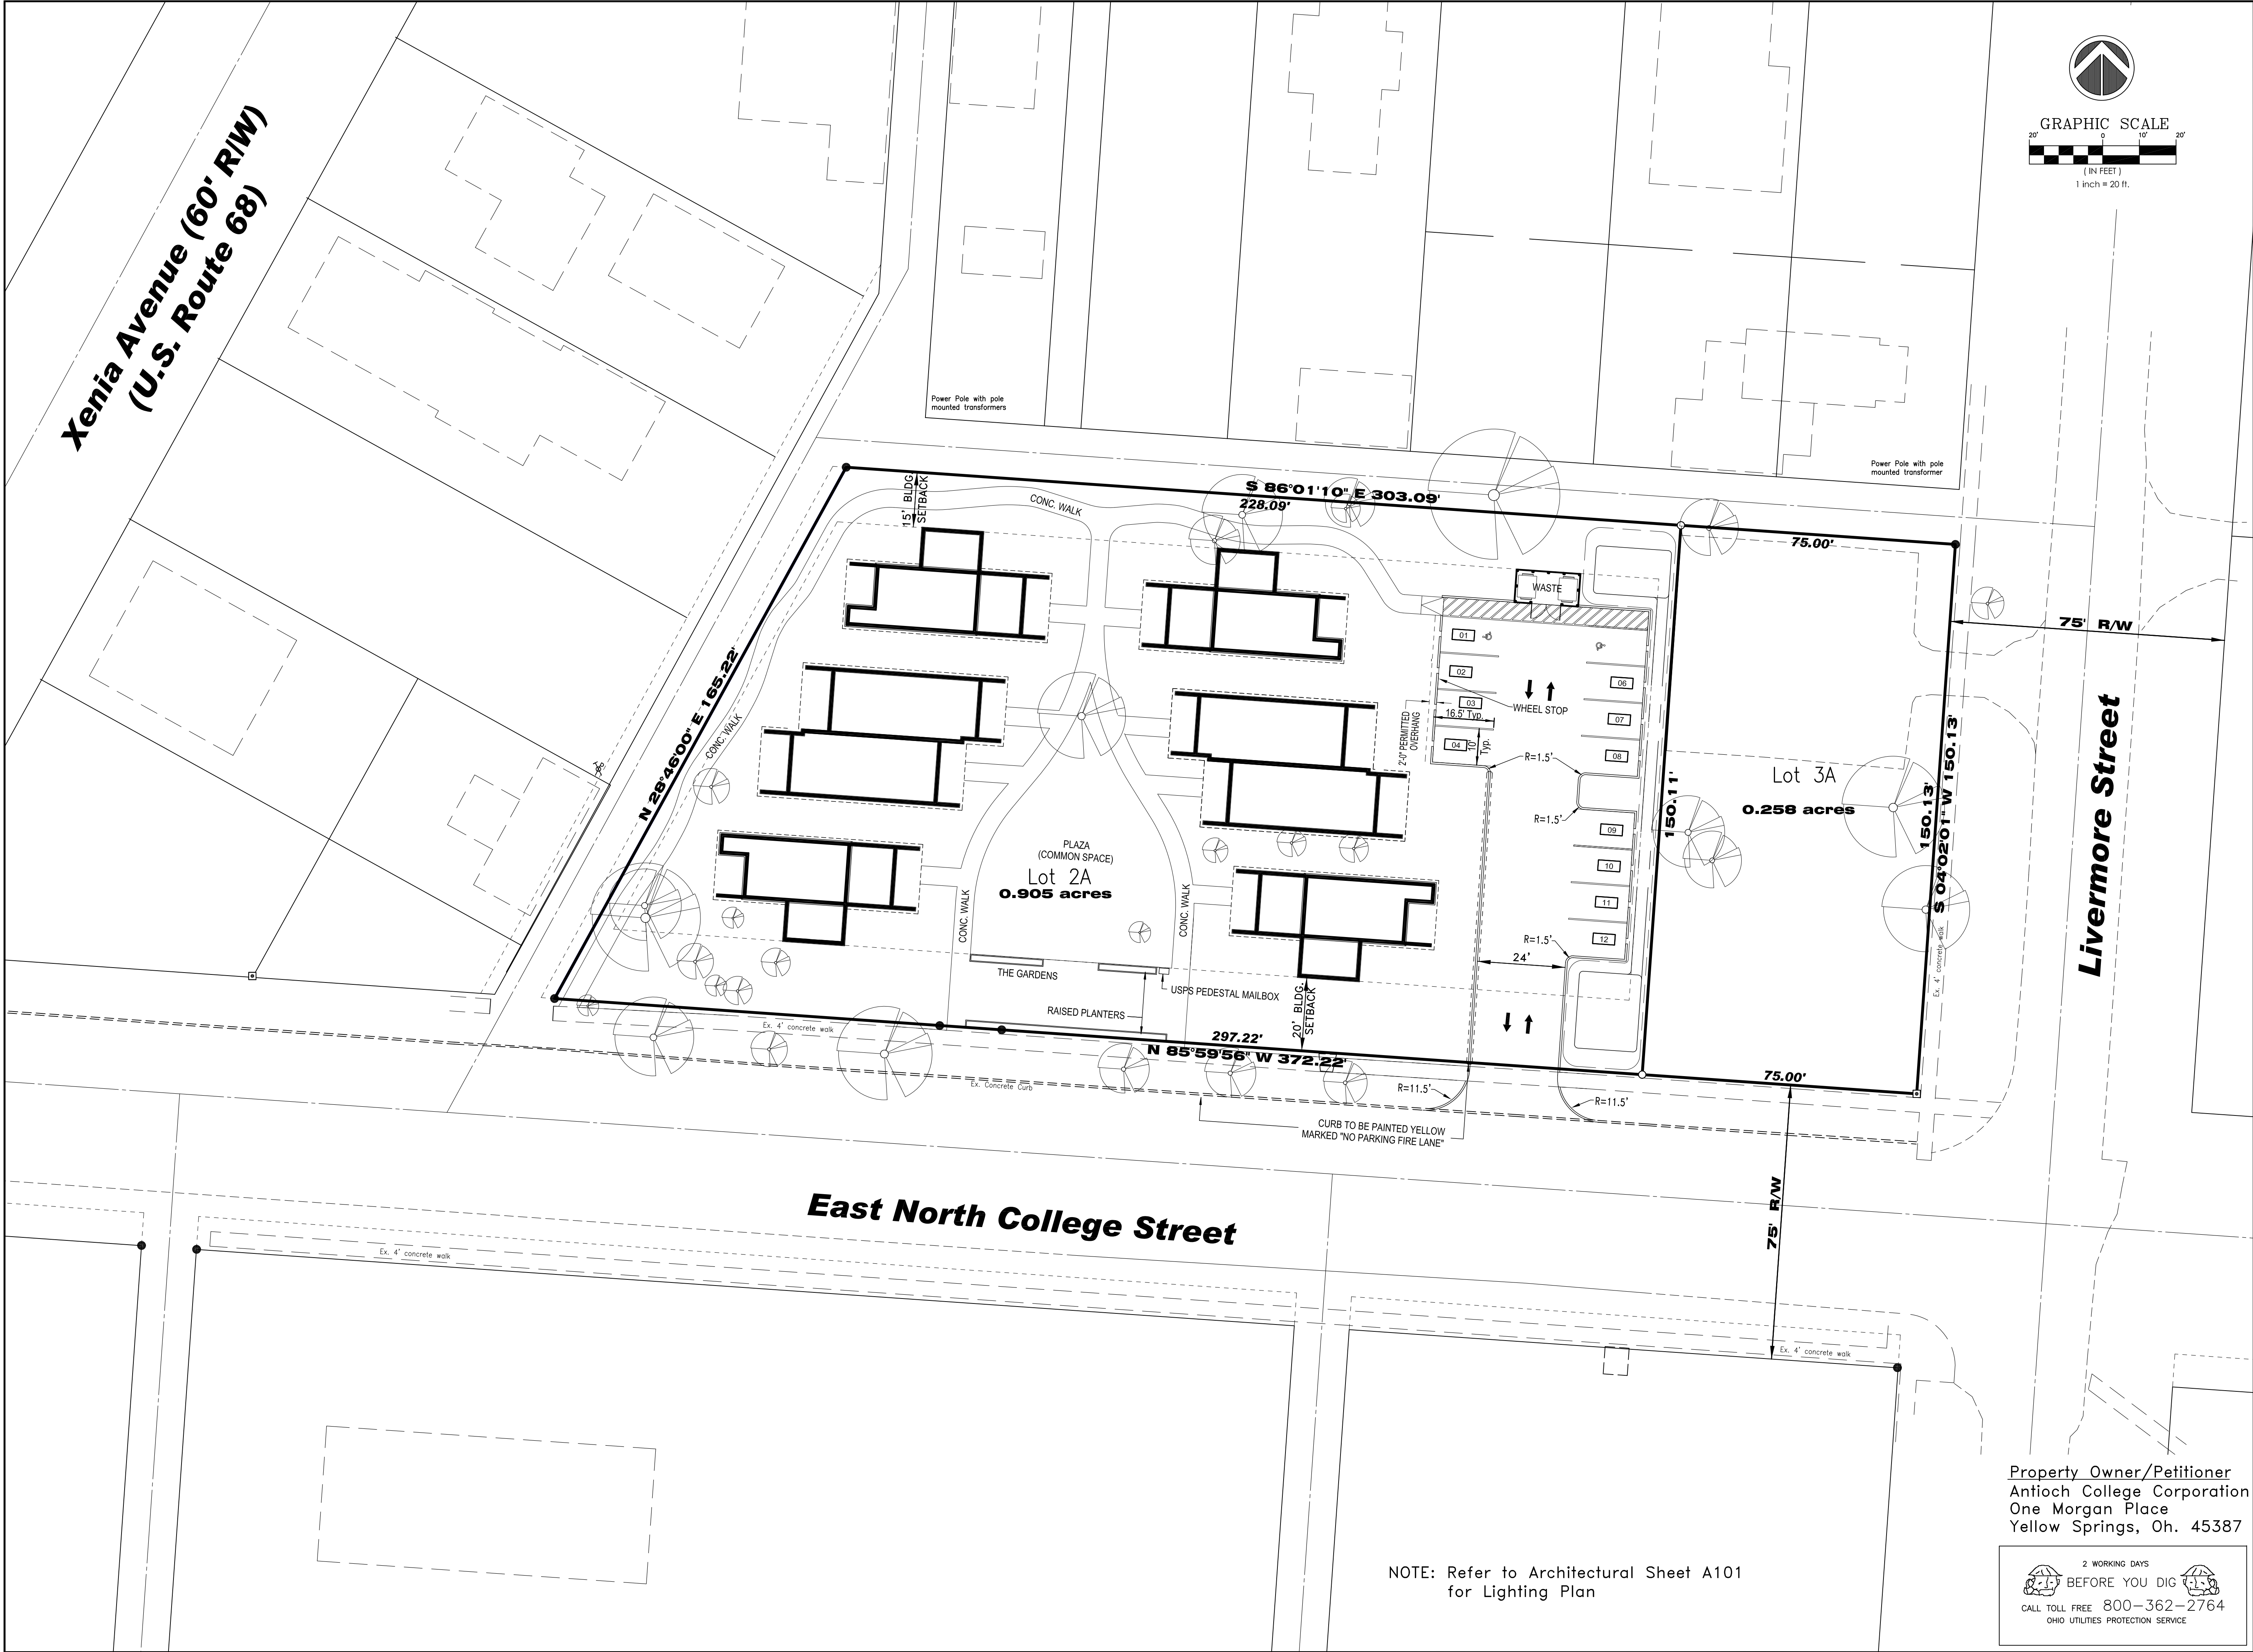 Xenia Avenue (60' R/W)
(U.S. Route 68)
GRAPHIC SCALE
20' 0 10' 20'
( IN FEET )
1 inch = 20 ft.
Power Pole with pole
mounted transformers
Power Pole with pole
mounted transformer
S 86°01'10" E 303.09'
228.09'
75.00'
15' BLDG.
SETBACK
CONC. WALK
WASTE
75' R/W
01
02
03
04
16.5' Typ.
10'
Typ.
2'-0" PERMITTED
OVERHANG
WHEEL STOP
06
07
08
09
10
11
12
R=1.5'
R=1.5'
R=1.5'
24'
N 28°46'00" E 165.22'
CONC. WALK
PLAZA
(COMMON SPACE)
Lot 2A
0.905 acres
CONC. WALK
CONC. WALK
150.11'
Lot 3A
0.258 acres
150.13'
S 04°02'01" W 150.13'
Ex. 4' concrete walk
Livermore Street
THE GARDENS
USPS PEDESTAL MAILBOX
RAISED PLANTERS
20' BLDG.
SETBACK
Ex. 4' concrete walk
297.22'
N 85°59'56" W 372.22'
75.00'
Ex. Concrete Curb
R=11.5'
R=11.5'
CURB TO BE PAINTED YELLOW
MARKED "NO PARKING FIRE LANE"
East North College Street
75' R/W
Ex. 4' concrete walk
Ex. 4' concrete walk
Property Owner/Petitioner
Antioch College Corporation
One Morgan Place
Yellow Springs, Oh. 45387
NOTE: Refer to Architectural Sheet A101
for Lighting Plan
2 WORKING DAYS
BEFORE YOU DIG
CALL TOLL FREE 800-362-2764
OHIO UTILITIES PROTECTION SERVICE